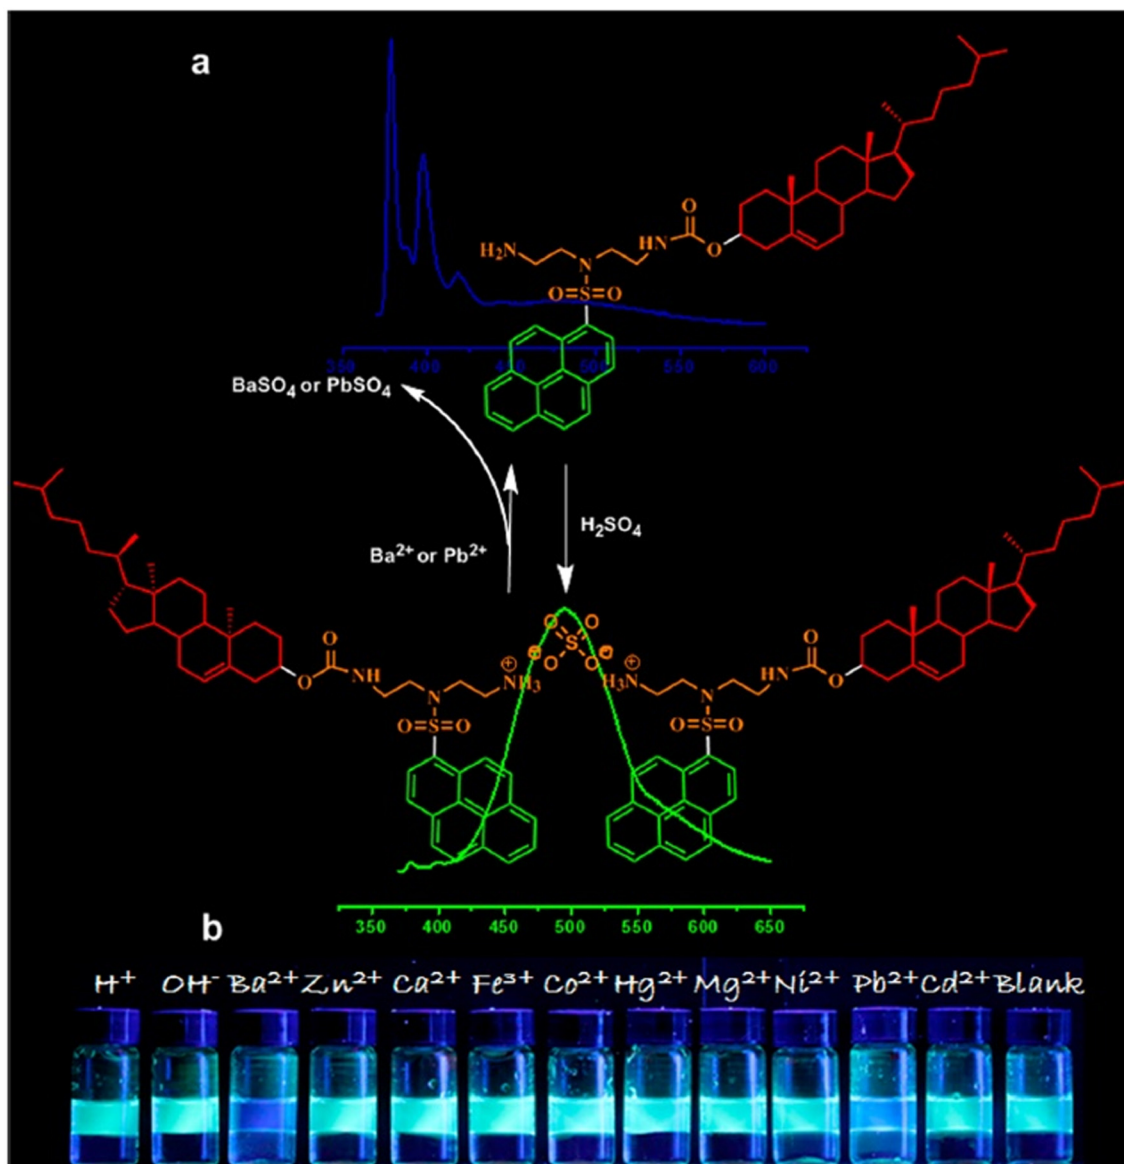 a
O
HN
H₂N
O
N
O=S=O
350 400 450 500 550 600
BaSO₄ or PbSO₄
H₂SO₄
Ba²⁺ or Pb²⁺
O O
S
O O
O
NH
O
⊕
NH₃
N
O=S=O
⊖ ⊖
⊕
H₃N
O
HN
O
N
O=S=O
350 400 450 500 550 600 650
b
H⁺ OH⁻ Ba²⁺ Zn²⁺ Ca²⁺ Fe³⁺ Co²⁺ Hg²⁺ Mg²⁺ Ni²⁺ Pb²⁺ Cd²⁺ Blank